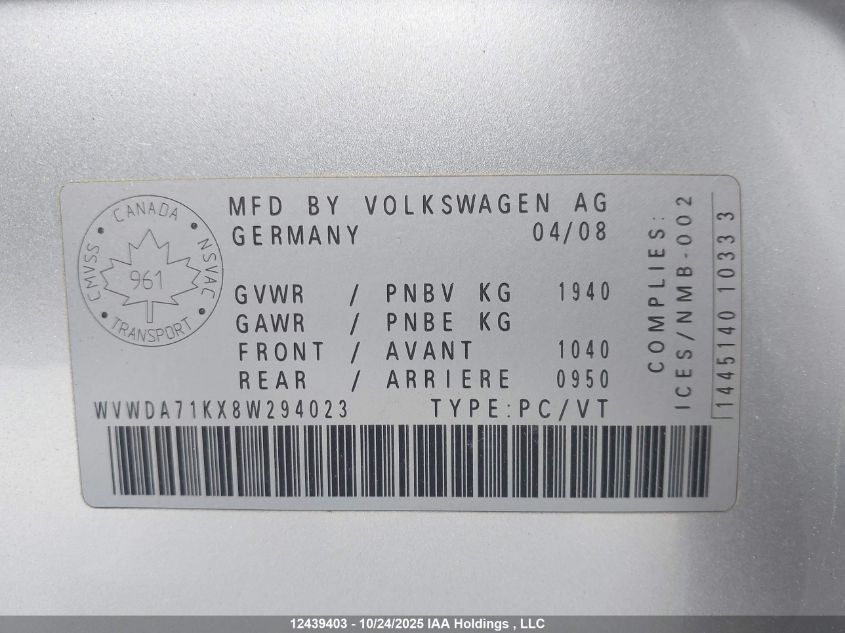 CANADA
CMVSS
NSVAC
961
TRANSPORT
MFD BY VOLKSWAGEN AG
GERMANY 04/08
GVWR / PNBV KG 1940
GAWR / PNBE KG
FRONT / AVANT 1040
REAR / ARRIERE 0950
WVWDA71KX8W294023 TYPE:PC/VT
COMPLIES:
ICES/NMB-002
1445140 10333
12439403 - 10/24/2025 IAA Holdings , LLC